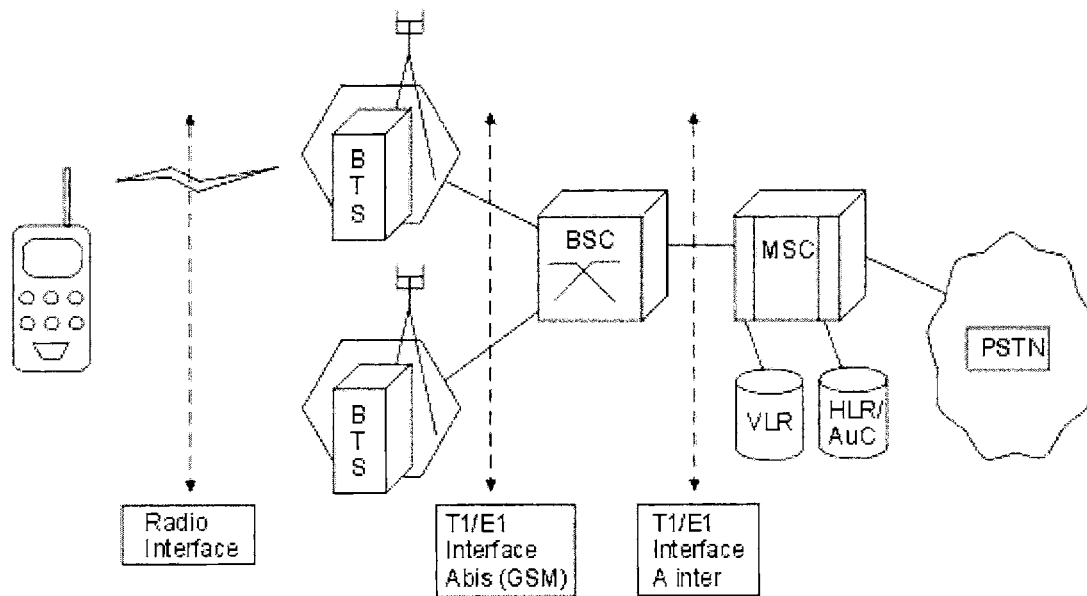 B
T
S
BSC
MSC
PSTN
B
T
S
VLR
HLR/
AuC
Radio
Interface
T1/E1
Interface
Abis (GSM)
T1/E1
Interface
A inter